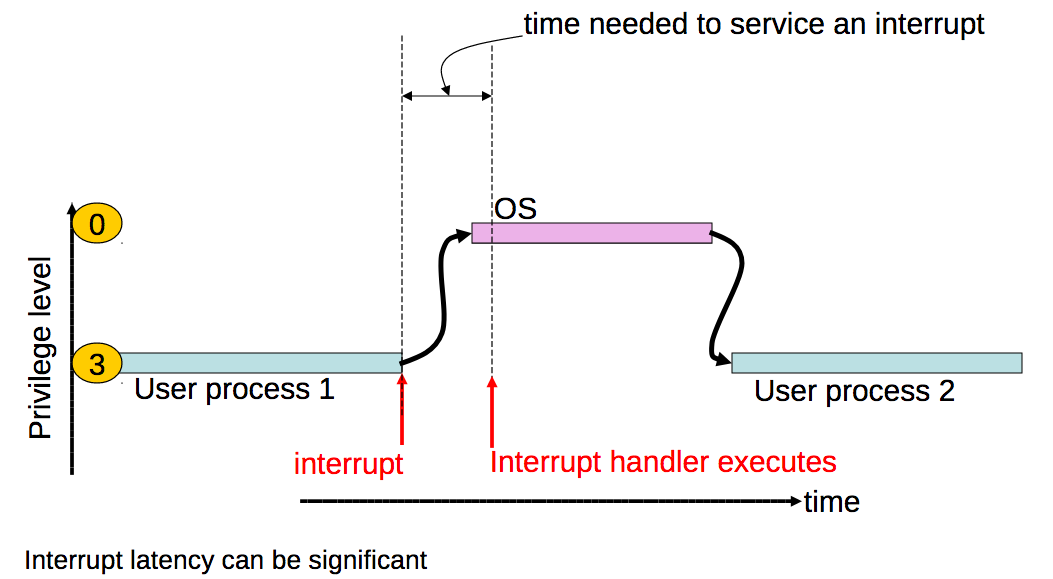 time needed to service an interrupt
OS
0
Privilege level
3
User process 1
User process 2
interrupt
Interrupt handler executes
time
Interrupt latency can be significant